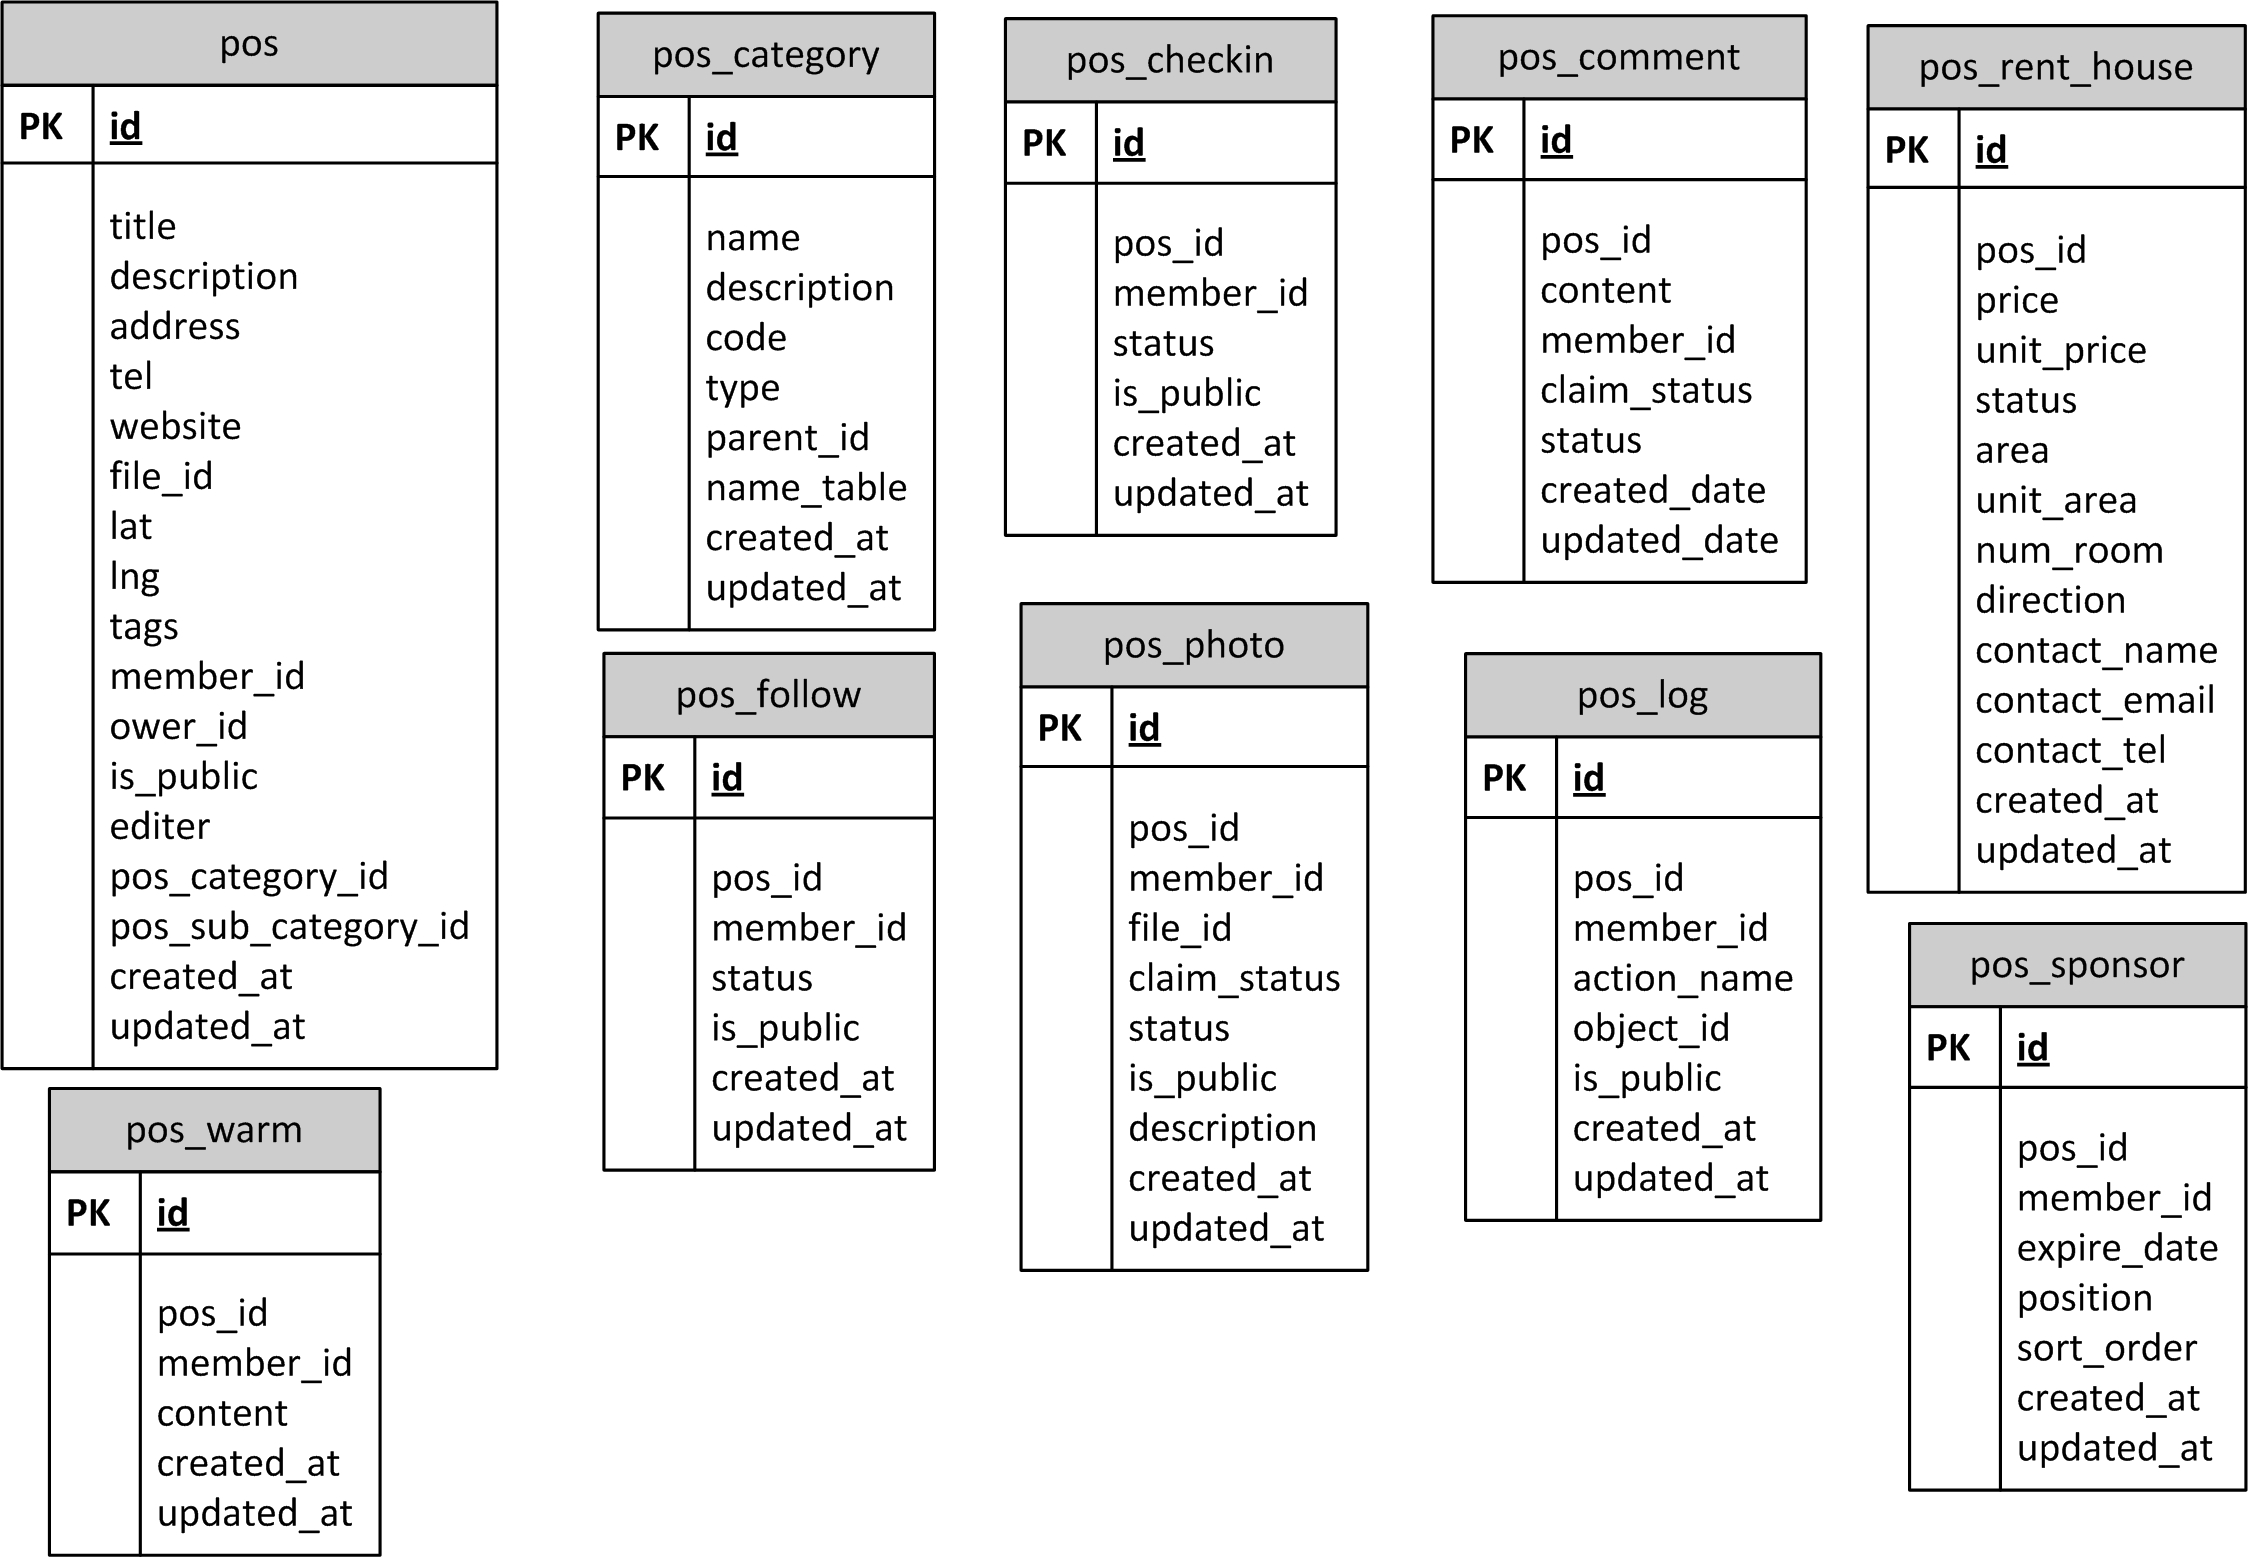 pos
PK id
title
description
address
tel
website
file_id
lat
lng
tags
member_id
ower_id
is_public
editer
pos_category_id
pos_sub_category_id
created_at
updated_at
pos_category
PK id
name
description
code
type
parent_id
name_table
created_at
updated_at
pos_checkin
PK id
pos_id
member_id
status
is_public
created_at
updated_at
pos_comment
PK id
pos_id
content
member_id
claim_status
status
created_date
updated_date
pos_rent_house
PK id
pos_id
price
unit_price
status
area
unit_area
num_room
direction
contact_name
contact_email
contact_tel
created_at
updated_at
pos_follow
PK id
pos_id
member_id
status
is_public
created_at
updated_at
pos_photo
PK id
pos_id
member_id
file_id
claim_status
status
is_public
description
created_at
updated_at
pos_log
PK id
pos_id
member_id
action_name
object_id
is_public
created_at
updated_at
pos_sponsor
PK id
pos_id
member_id
expire_date
position
sort_order
created_at
updated_at
pos_warm
PK id
pos_id
member_id
content
created_at
updated_at